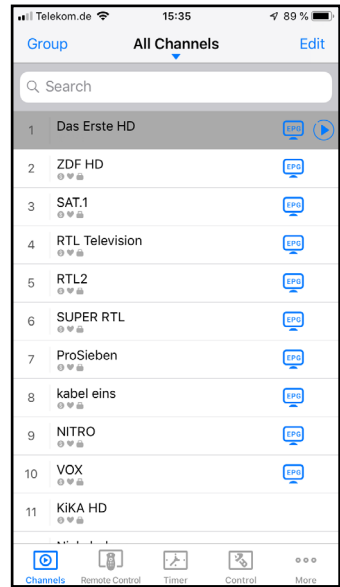 Telekom.de 15:35 89 %
Group All Channels Edit
Search
1 Das Erste HD EPG
2 ZDF HD EPG
3 SAT.1 EPG
4 RTL Television EPG
5 RTL2 EPG
6 SUPER RTL EPG
7 ProSieben EPG
8 kabel eins EPG
9 NITRO EPG
10 VOX EPG
11 KiKA HD
Channels Remote Control Timer Control More